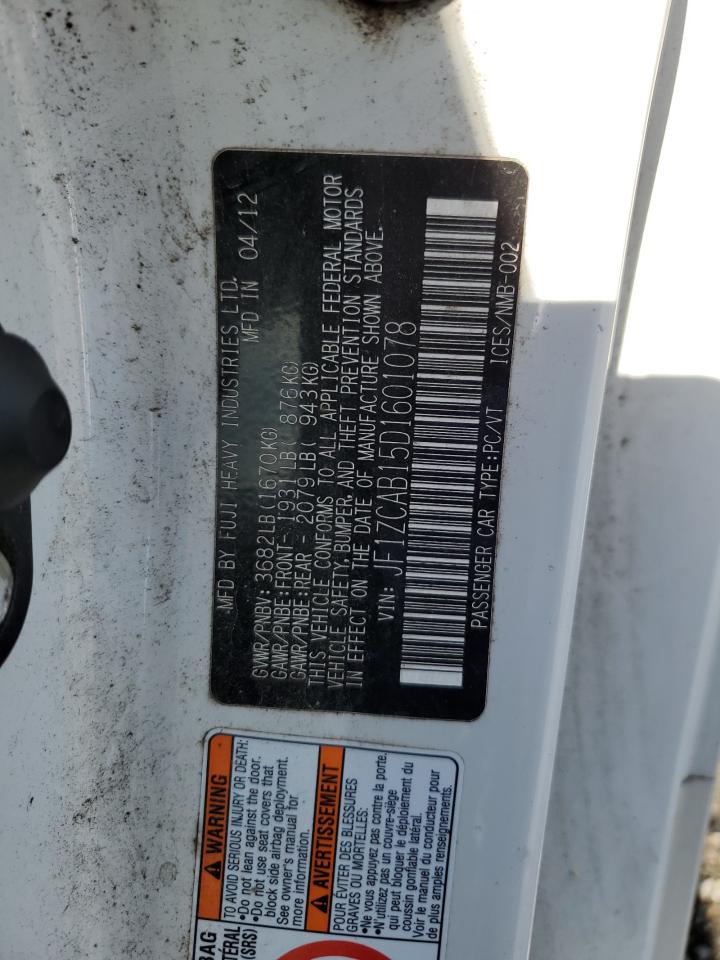 MFD BY FUJI HEAVY INDUSTRIES LTD.
MFD IN 04/12
GVWR/PNBV:3682LB(1670KG)
GAWR/PNBE:FRONT- 1931LB( 876KG)
GAWR/PNBE:REAR - 2079LB( 943KG)
THIS VEHICLE CONFORMS TO ALL APPLICABLE FEDERAL MOTOR
VEHICLE SAFETY, BUMPER, AND THEFT PREVENTION STANDARDS
IN EFFECT ON THE DATE OF MANUFACTURE SHOWN ABOVE.
VIN: JF1ZCAB15D1601078
PASSENGER CAR TYPE:PC/VT ICES/NMB-002
WARNING
TO AVOID SERIOUS INJURY OR DEATH:
•Do not lean against the door.
•Do not use seat covers that
block side airbag deployment.
See owner's manual for
more information.
AVERTISSEMENT
POUR ÉVITER DES BLESSURES
GRAVES OU MORTELLES:
•Ne vous appuyez pas contre la porte.
•N'utilizez pas un couvre-siège
qui peut bloquer le déploiement du
coussin gonflable latéral.
Voir le manuel du conducteur pour
de plus amples renseignements.
BAG
TÉRAL
(SRS)